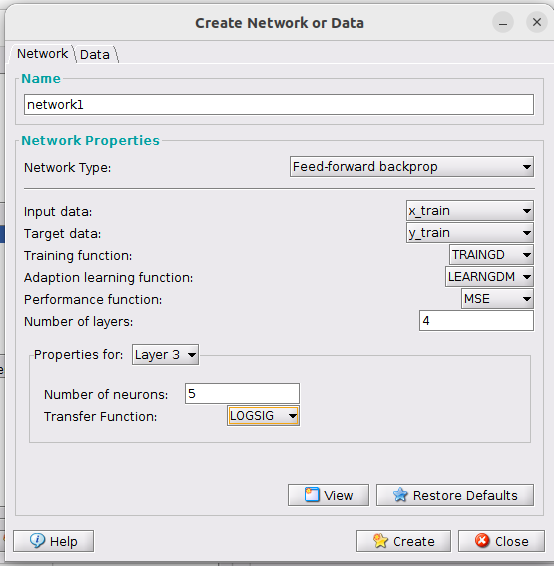 Create Network or Data
Network Data
Name
network1
Network Properties
Network Type: Feed-forward backprop
Input data: x_train
Target data: y_train
Training function: TRAINGD
Adaption learning function: LEARNGDM
Performance function: MSE
Number of layers: 4
Properties for: Layer 3
Number of neurons: 5
Transfer Function: LOGSIG
View Restore Defaults
Help Create Close